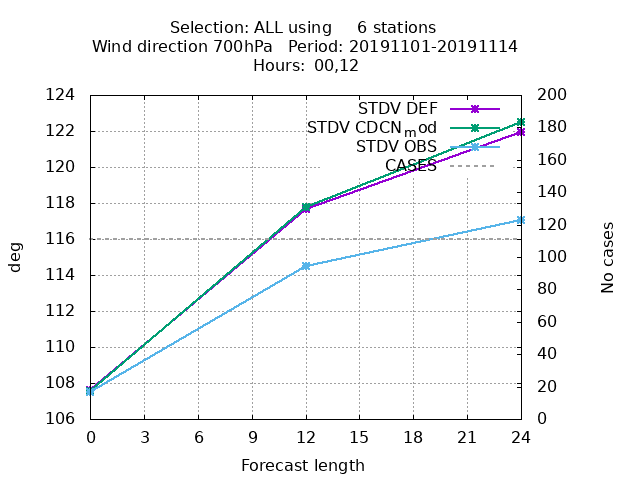 Selection: ALL using     6 stations
Wind direction 700hPa   Period: 20191101-20191114
Hours:  00,12
STDV DEF
STDV CDCNmod
STDV OBS
CASES
124
122
120
118
116
114
112
110
108
106
deg
200
180
160
140
120
100
80
60
40
20
0
No cases
0 3 6 9 12 15 18 21 24
Forecast length